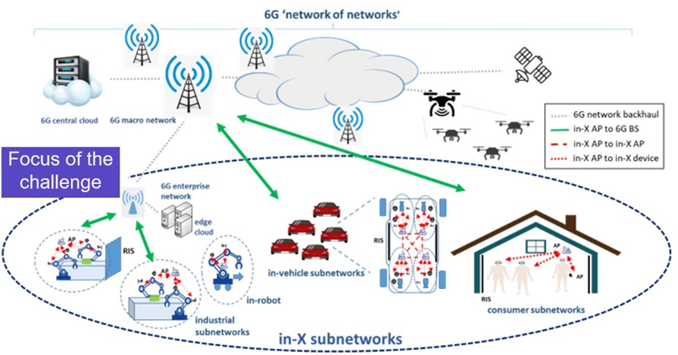 6G 'network of networks'
6G central cloud
6G macro network
6G network backhaul
in-X AP to 6G BS
in-X AP to in-X AP
in-X AP to in-X device
Focus of the
challenge
6G enterprise
network
edge
cloud
AP
RIS
AP
in-robot
industrial
subnetworks
in-vehicle subnetworks
RIS
AP
AP
RIS
consumer subnetworks
in-X subnetworks